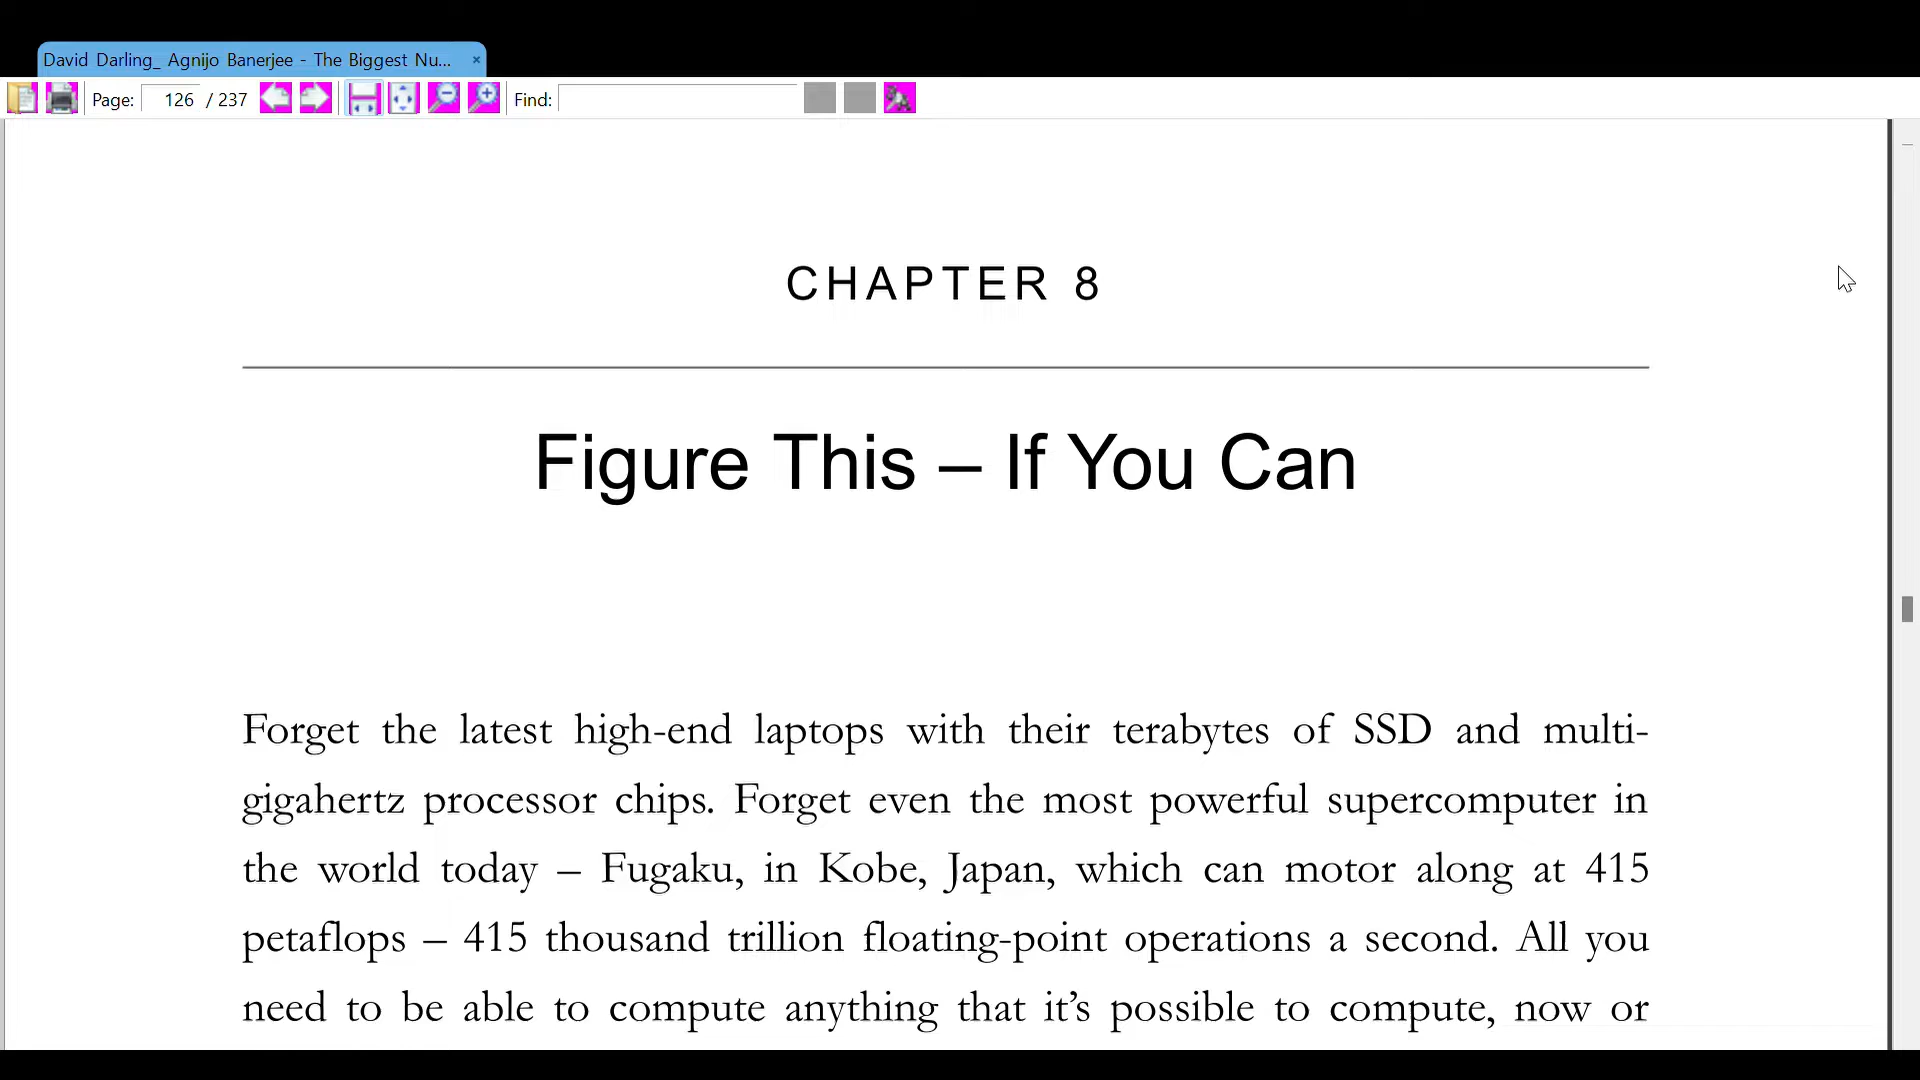 David Darling_ Agnijo Banerjee - The Biggest Nu... ×
Page: 126 / 237 Find:
CHAPTER 8
Figure This – If You Can
Forget the latest high-end laptops with their terabytes of SSD and multi-
gigahertz processor chips. Forget even the most powerful supercomputer in
the world today – Fugaku, in Kobe, Japan, which can motor along at 415
petaflops – 415 thousand trillion floating-point operations a second. All you
need to be able to compute anything that it’s possible to compute, now or